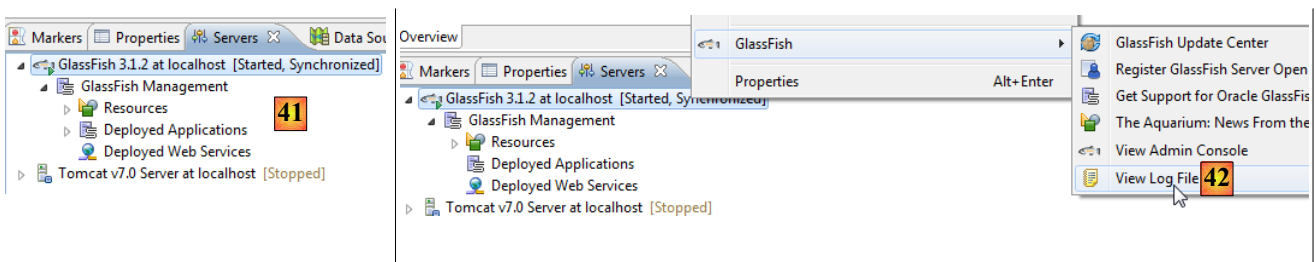 Markers Properties Servers Data Sou
GlassFish 3.1.2 at localhost [Started, Synchronized]
GlassFish Management
Resources
41
Deployed Applications
Deployed Web Services
Tomcat v7.0 Server at localhost [Stopped]
Overview
Markers Properties Servers
GlassFish 3.1.2 at localhost [Started, Synchronized]
GlassFish Management
Resources
Deployed Applications
Deployed Web Services
Tomcat v7.0 Server at localhost [Stopped]
GlassFish
Properties Alt+Enter
GlassFish Update Center
Register GlassFish Server Open
Get Support for Oracle GlassFis
The Aquarium: News From the
View Admin Console
View Log File 42